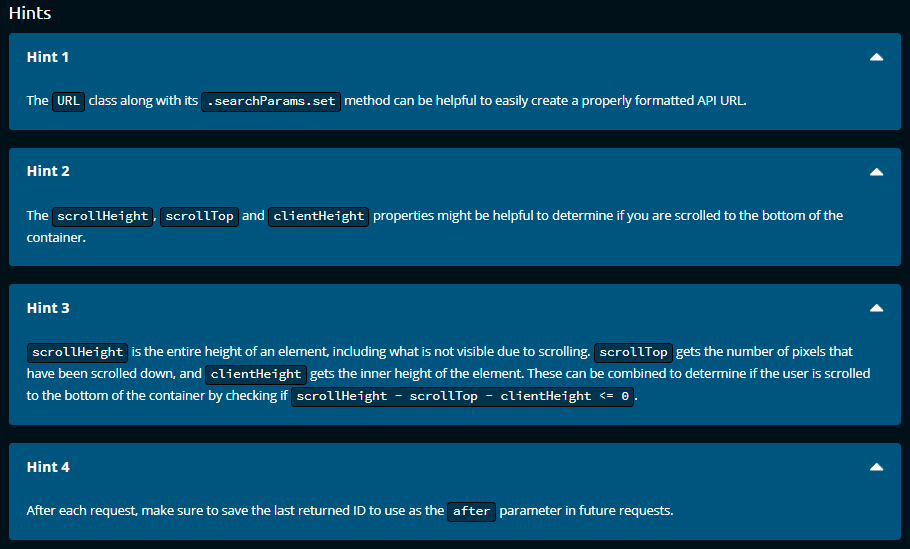 Hints
Hint 1
The URL class along with its .searchParams.set method can be helpful to easily create a properly formatted API URL.
Hint 2
The scrollHeight, scrollTop and clientHeight properties might be helpful to determine if you are scrolled to the bottom of the
container.
Hint 3
scrollHeight is the entire height of an element, including what is not visible due to scrolling. scrollTop gets the number of pixels that
have been scrolled down, and clientHeight gets the inner height of the element. These can be combined to determine if the user is scrolled
to the bottom of the container by checking if scrollHeight - scrollTop - clientHeight <= 0.
Hint 4
After each request, make sure to save the last returned ID to use as the after parameter in future requests.